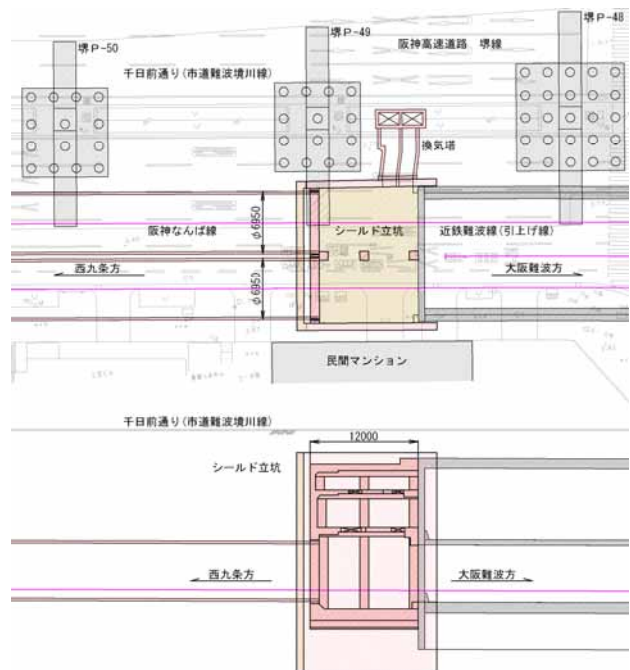 堺P-48
堺P-49
堺P-50
阪神高速道路 堺線
千日前通り(市道難波境川線)
換気塔
φ6950
阪神なんば線
シールド立坑
近鉄難波線(引上げ線)
西九条方
大阪難波方
φ6950
民間マンション
千日前通り(市道難波境川線)
12000
シールド立坑
西九条方
大阪難波方